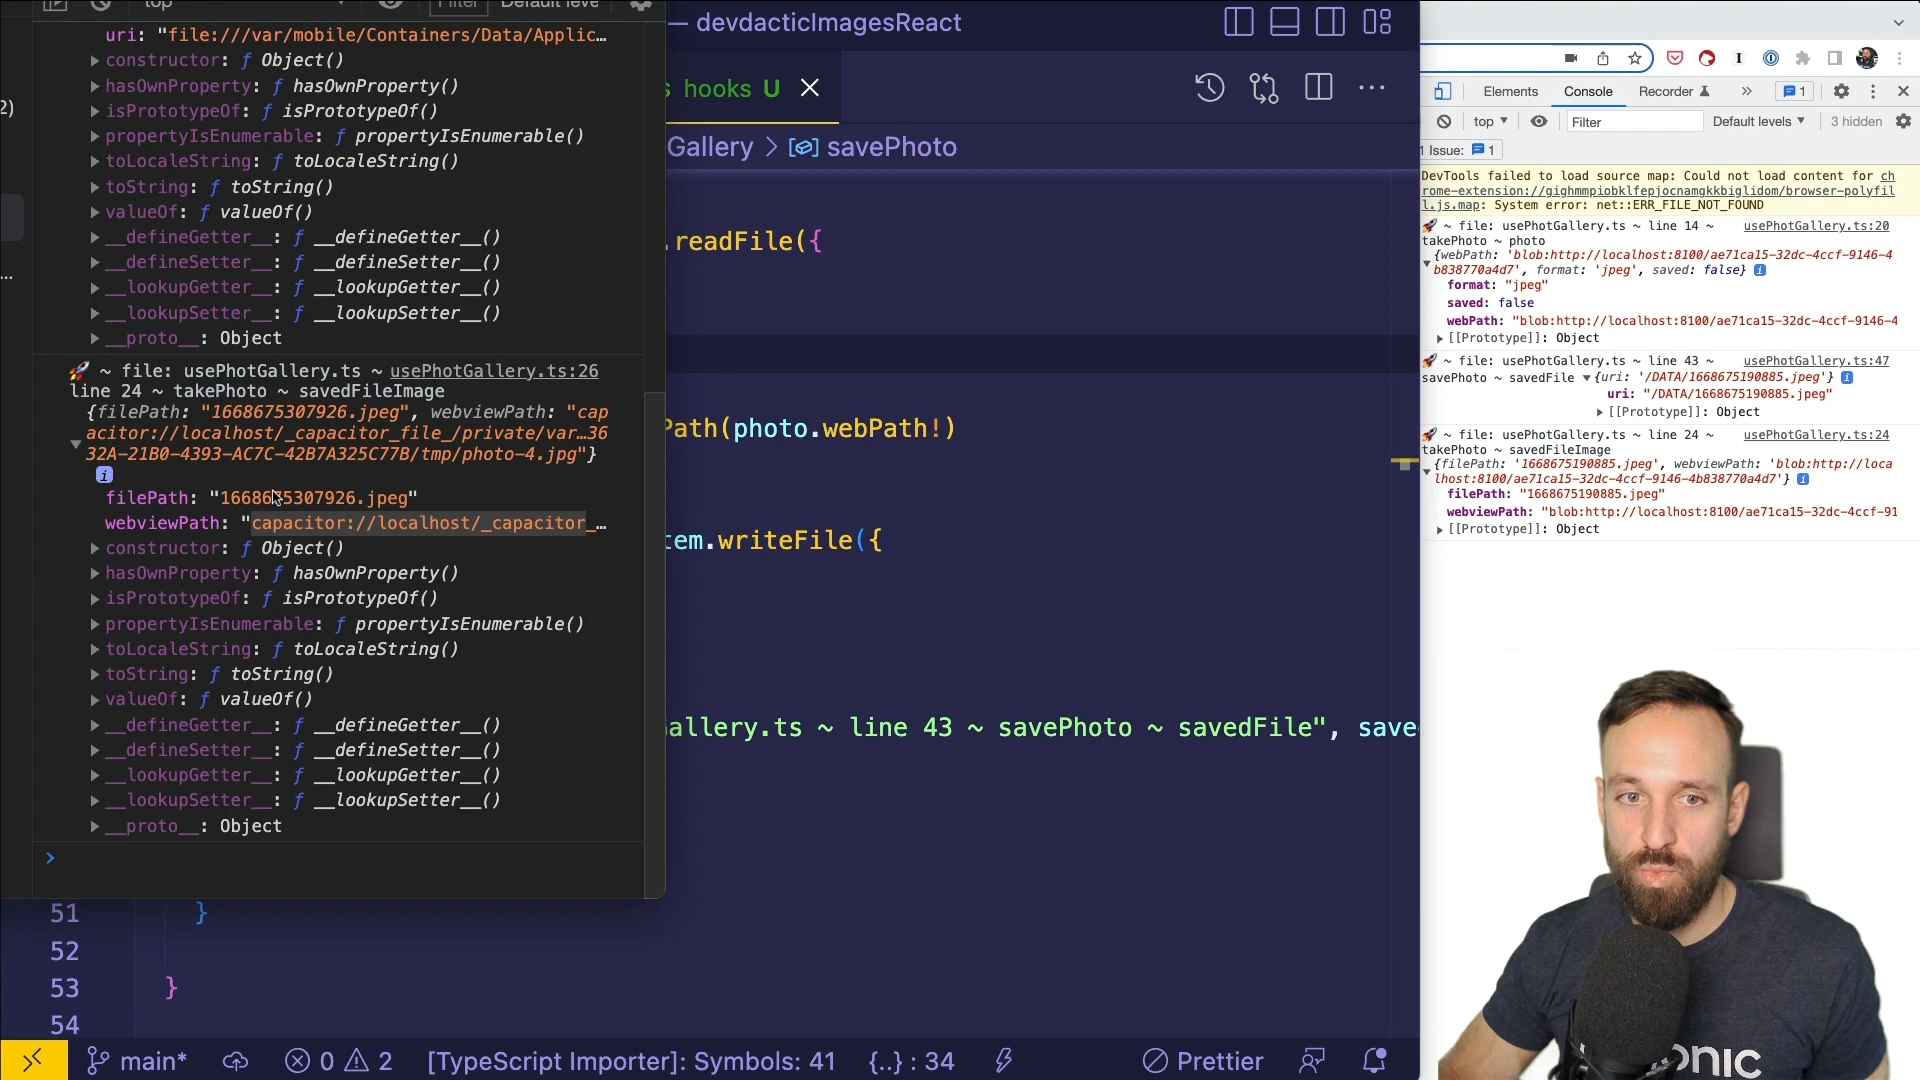 top
Filter
Default leve
uri: "file:///var/mobile/Containers/Data/Applic…
constructor: ƒ Object()
hasOwnProperty: ƒ hasOwnProperty()
isPrototypeOf: ƒ isPrototypeOf()
propertyIsEnumerable: ƒ propertyIsEnumerable()
toLocaleString: ƒ toLocaleString()
toString: ƒ toString()
valueOf: ƒ valueOf()
__defineGetter__: ƒ __defineGetter__()
__defineSetter__: ƒ __defineSetter__()
__lookupGetter__: ƒ __lookupGetter__()
__lookupSetter__: ƒ __lookupSetter__()
__proto__: Object
🚀 ~ file: usePhotGallery.ts ~ usePhotGallery.ts:26
line 24 ~ takePhoto ~ savedFileImage
{filePath: "1668675307926.jpeg", webviewPath: "cap
acitor://localhost/_capacitor_file_/private/var…36
32A-21B0-4393-AC7C-42B7A325C77B/tmp/photo-4.jpg"}
i
filePath: "1668675307926.jpeg"
webviewPath: "capacitor://localhost/_capacitor_…
constructor: ƒ Object()
hasOwnProperty: ƒ hasOwnProperty()
isPrototypeOf: ƒ isPrototypeOf()
propertyIsEnumerable: ƒ propertyIsEnumerable()
toLocaleString: ƒ toLocaleString()
toString: ƒ toString()
valueOf: ƒ valueOf()
__defineGetter__: ƒ __defineGetter__()
__defineSetter__: ƒ __defineSetter__()
__lookupGetter__: ƒ __lookupGetter__()
__lookupSetter__: ƒ __lookupSetter__()
__proto__: Object
2)
…
— devdacticImagesReact
s hooks U
Gallery > savePhoto
.readFile({
Path(photo.webPath!)
tem.writeFile({
allery.ts ~ line 43 ~ savePhoto ~ savedFile", save
51 }
52
53 }
54
main* 0 2 [TypeScript Importer]: Symbols: 41 {..} : 34 Prettier
Elements Console Recorder » 1
top Filter Default levels 3 hidden
1 Issue: 1
DevTools failed to load source map: Could not load content for ch
rome-extension://gighmmpiobklfepjocnamgkkbiglidom/browser-polyfil
l.js.map: System error: net::ERR_FILE_NOT_FOUND
🚀 ~ file: usePhotGallery.ts ~ line 14 ~ usePhotGallery.ts:20
takePhoto ~ photo
{webPath: 'blob:http://localhost:8100/ae71ca15-32dc-4ccf-9146-4
b838770a4d7', format: 'jpeg', saved: false} i
format: "jpeg"
saved: false
webPath: "blob:http://localhost:8100/ae71ca15-32dc-4ccf-9146-4
[[Prototype]]: Object
🚀 ~ file: usePhotGallery.ts ~ line 43 ~ usePhotGallery.ts:47
savePhoto ~ savedFile {uri: '/DATA/1668675190885.jpeg'} i
uri: "/DATA/1668675190885.jpeg"
[[Prototype]]: Object
🚀 ~ file: usePhotGallery.ts ~ line 24 ~ usePhotGallery.ts:24
takePhoto ~ savedFileImage
{filePath: '1668675190885.jpeg', webviewPath: 'blob:http://loca
lhost:8100/ae71ca15-32dc-4ccf-9146-4b838770a4d7'} i
filePath: "1668675190885.jpeg"
webviewPath: "blob:http://localhost:8100/ae71ca15-32dc-4ccf-91
[[Prototype]]: Object
onic